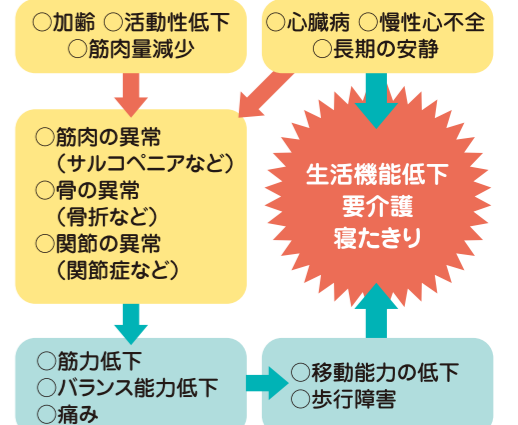 ○加齢 ○活動性低下
○筋肉量減少
○心臓病 ○慢性心不全
○長期の安静
○筋肉の異常
（サルコペニアなど）
○骨の異常
（骨折など）
○関節の異常
（関節症など）
生活機能低下
要介護
寝たきり
○筋力低下
○バランス能力低下
○痛み
○移動能力の低下
○歩行障害